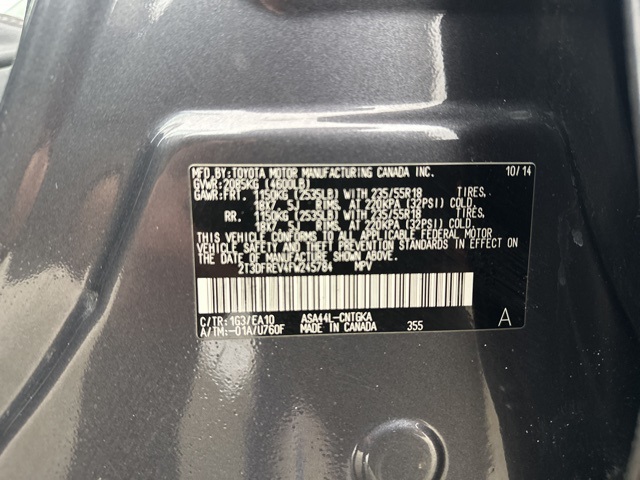 MFD.BY:TOYOTA MOTOR MANUFACTURING CANADA INC. 10/14
GVWR:2085KG (4600LB)
GAWR:FRT. 1150KG (2535LB) WITH 235/55R18 TIRES,
18X7.5J RIMS, AT 220KPA (32PSI) COLD.
RR. 1150KG (2535LB) WITH 235/55R18 TIRES,
18X7.5J RIMS, AT 220KPA (32PSI) COLD.
THIS VEHICLE CONFORMS TO ALL APPLICABLE FEDERAL MOTOR
VEHICLE SAFETY AND THEFT PREVENTION STANDARDS IN EFFECT ON
THE DATE OF MANUFACTURE SHOWN ABOVE.
2T3DFREV4FW245784 MPV
C/TR:1G3/EA10 ASA44L-CNTGKA
A/TM:-01A/U760F MADE IN CANADA 355 A